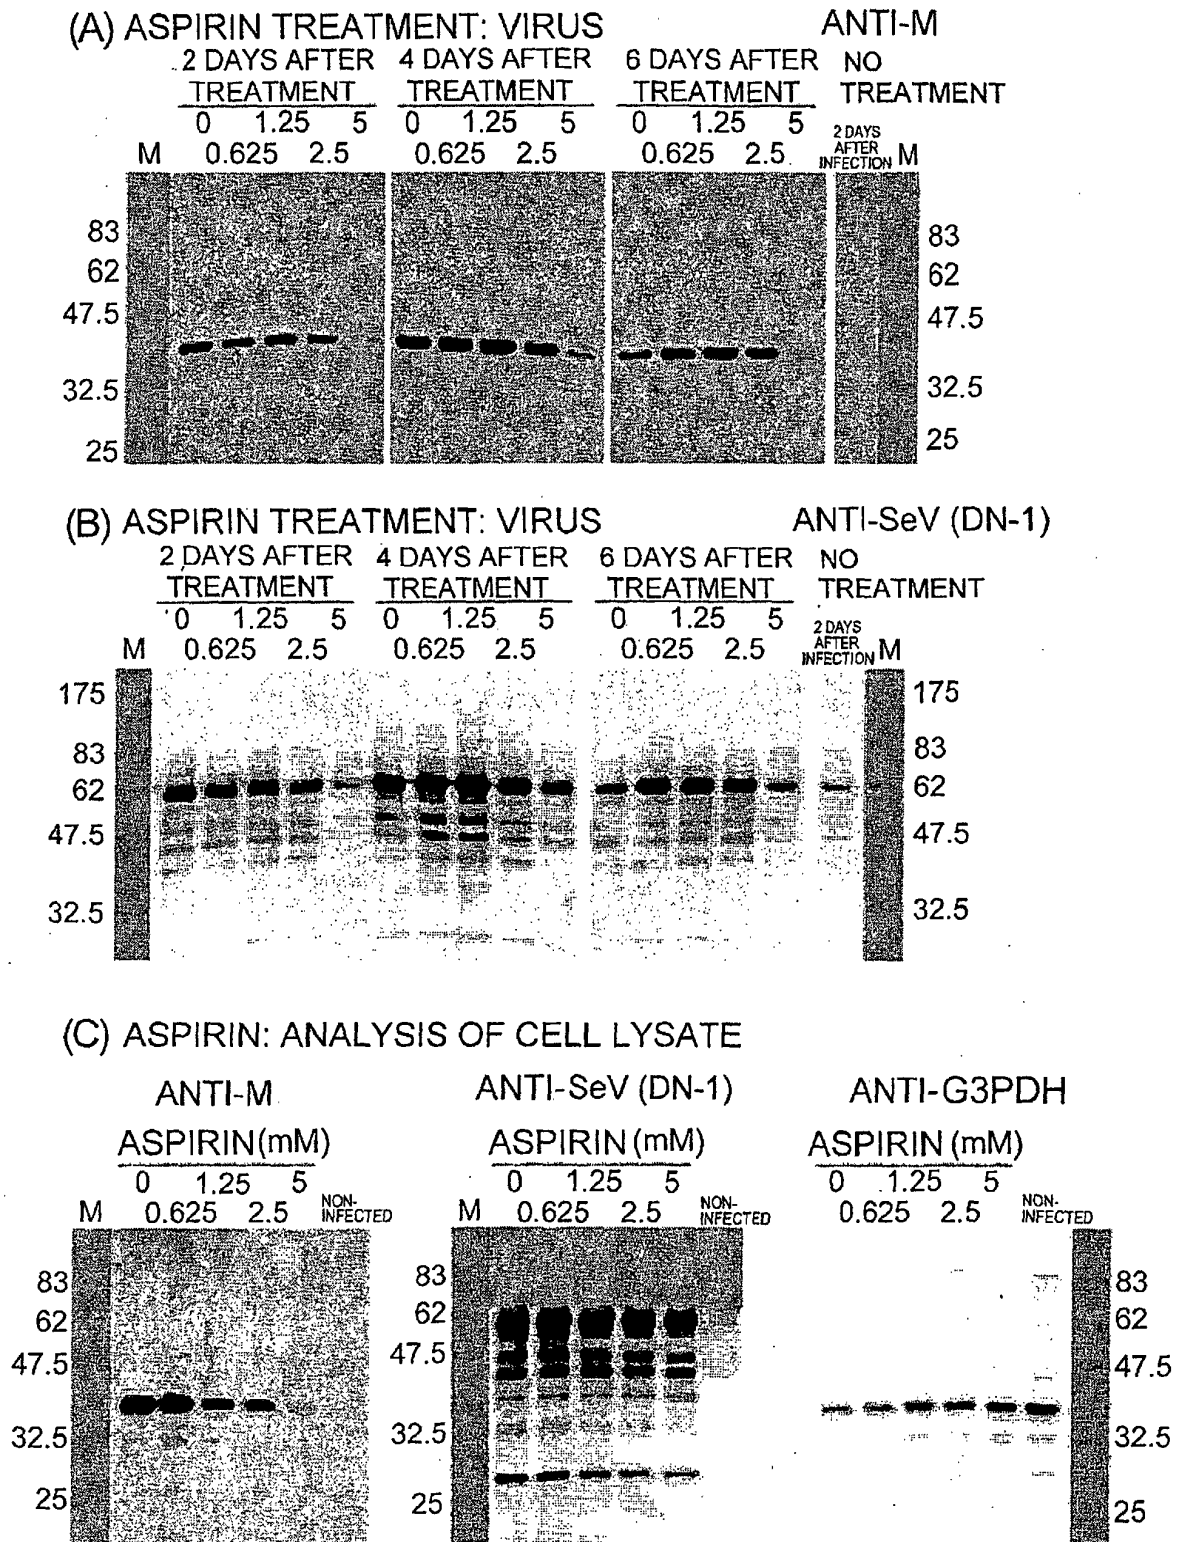 (A) ASPIRIN TREATMENT: VIRUS ANTI-M
2 DAYS AFTER 4 DAYS AFTER 6 DAYS AFTER NO
TREATMENT TREATMENT TREATMENT TREATMENT
0 1.25 5 0 1.25 5 0 1.25 5 2 DAYS
AFTER
M 0.625 2.5 0.625 2.5 0.625 2.5 INFECTION M
83 83
62 62
47.5 47.5
32.5 32.5
25 25
(B) ASPIRIN TREATMENT: VIRUS ANTI-SeV (DN-1)
2 DAYS AFTER 4 DAYS AFTER 6 DAYS AFTER NO
TREATMENT TREATMENT TREATMENT TREATMENT
0 1.25 5 0 1.25 5 0 1.25 5 2 DAYS
AFTER
M 0.625 2.5 0.625 2.5 0.625 2.5 INFECTION M
175 175
83 83
62 62
47.5 47.5
32.5 32.5
(C) ASPIRIN: ANALYSIS OF CELL LYSATE
ANTI-M ANTI-SeV (DN-1) ANTI-G3PDH
ASPIRIN (mM) ASPIRIN (mM) ASPIRIN (mM)
0 1.25 5 0 1.25 5 0 1.25 5
NON- NON- NON-
M 0.625 2.5 INFECTED M 0.625 2.5 INFECTED 0.625 2.5 INFECTED
83 83 83
62 62 62
47.5 47.5 47.5
32.5 32.5 32.5
25 25 25